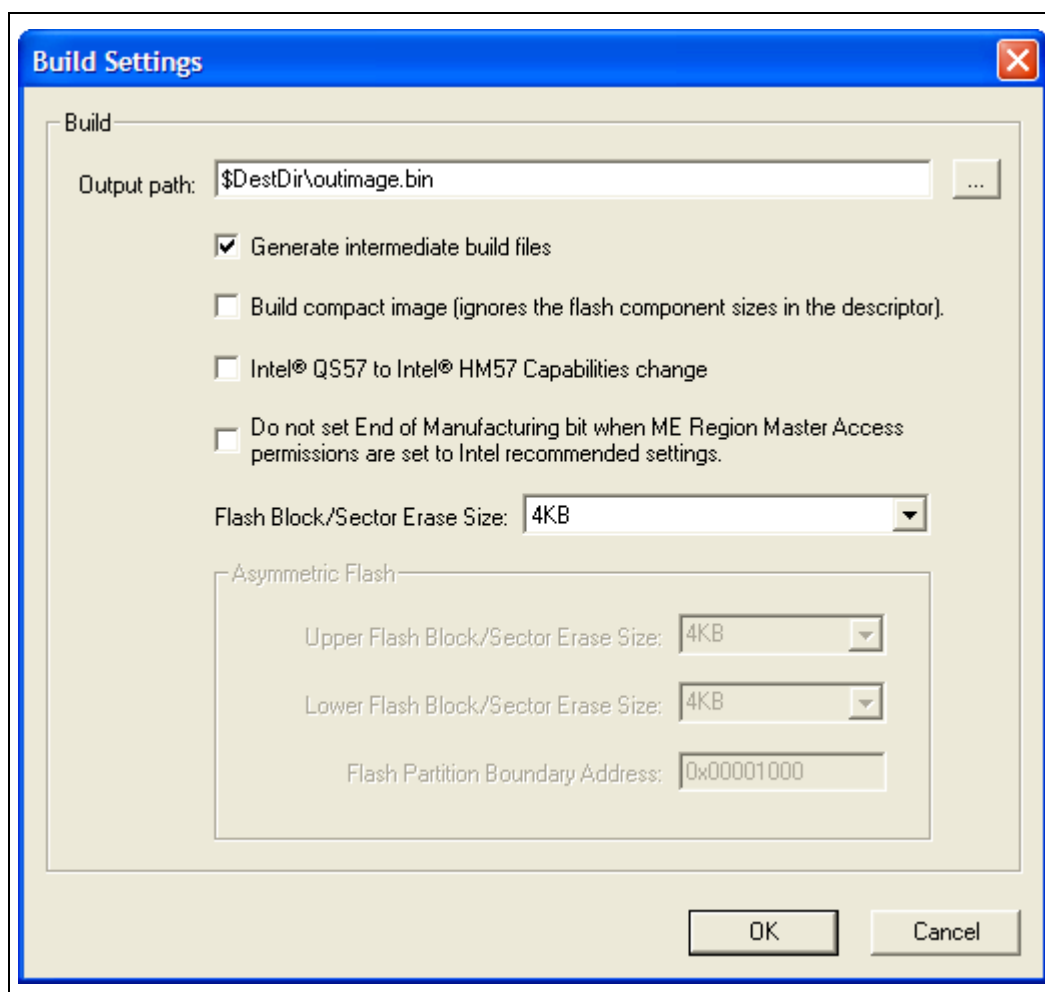 Build Settings
Build
Output path: $DestDir\outimage.bin ...
Generate intermediate build files
Build compact image (ignores the flash component sizes in the descriptor).
Intel® QS57 to Intel® HM57 Capabilities change
Do not set End of Manufacturing bit when ME Region Master Access
permissions are set to Intel recommended settings.
Flash Block/Sector Erase Size: 4KB
Asymmetric Flash
Upper Flash Block/Sector Erase Size: 4KB
Lower Flash Block/Sector Erase Size: 4KB
Flash Partition Boundary Address: 0x00001000
OK Cancel